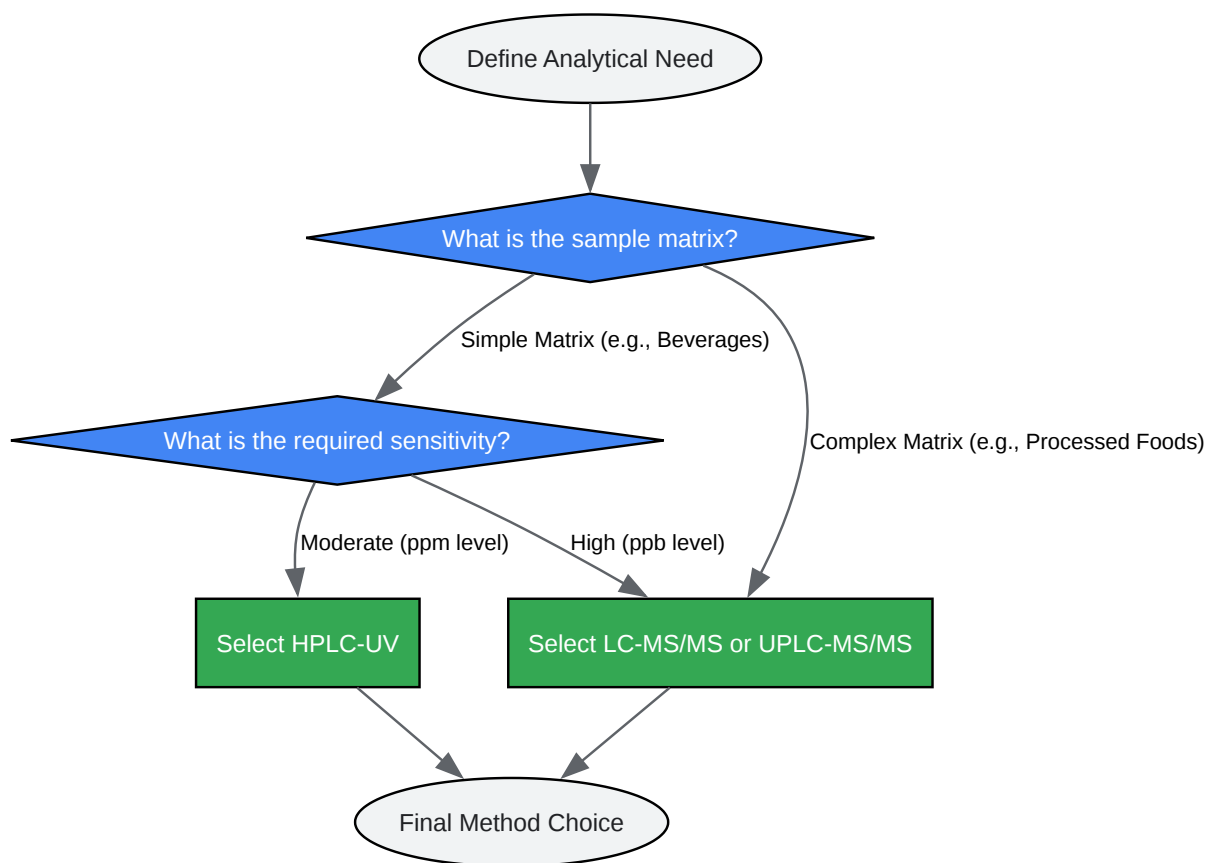 Define Analytical Need
What is the sample matrix?
Simple Matrix (e.g., Beverages)
What is the required sensitivity?
Complex Matrix (e.g., Processed Foods)
Moderate (ppm level)
High (ppb level)
Select HPLC-UV
Select LC-MS/MS or UPLC-MS/MS
Final Method Choice